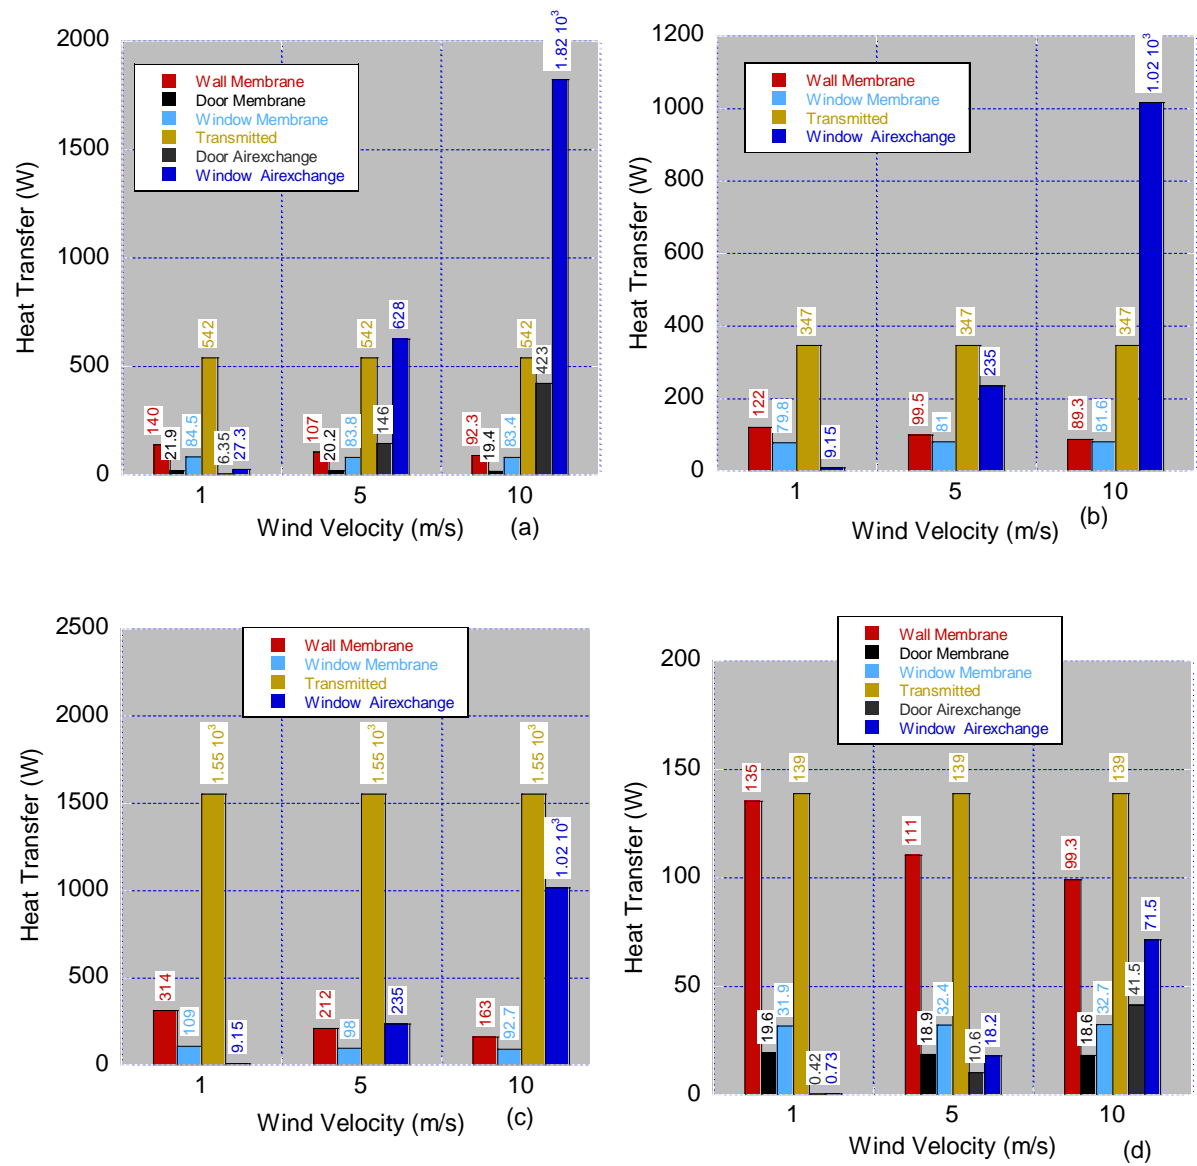 2000
1500
1000
500
0
Heat Transfer (W)
Wall Membrane
Door Membrane
Window Membrane
Transmitted
Door Airexchange
Window Airexchange
140
21.9
84.5
542
6.35
27.3
107
20.2
83.8
542
146
628
92.3
19.4
83.4
542
423
1.82 10³
1
5
10
Wind Velocity (m/s)
(a)
1200
1000
800
600
400
200
0
Heat Transfer (W)
Wall Membrane
Window Membrane
Transmitted
Window Airexchange
122
79.8
347
9.15
99.5
81
347
235
89.3
81.6
347
1.02 10³
1
5
10
Wind Velocity (m/s)
(b)
2500
2000
1500
1000
500
0
Heat Transfer (W)
Wall Membrane
Window Membrane
Transmitted
Window Airexchange
314
109
1.55 10³
9.15
212
98
1.55 10³
235
163
92.7
1.55 10³
1.02 10³
1
5
10
Wind Velocity (m/s)
(c)
200
150
100
50
0
Heat Transfer (W)
Wall Membrane
Door Membrane
Window Membrane
Transmitted
Door Airexchange
Window Airexchange
135
19.6
31.9
139
0.42
0.73
111
18.9
32.4
139
10.6
18.2
99.3
18.6
32.7
139
41.5
71.5
1
5
10
Wind Velocity (m/s)
(d)